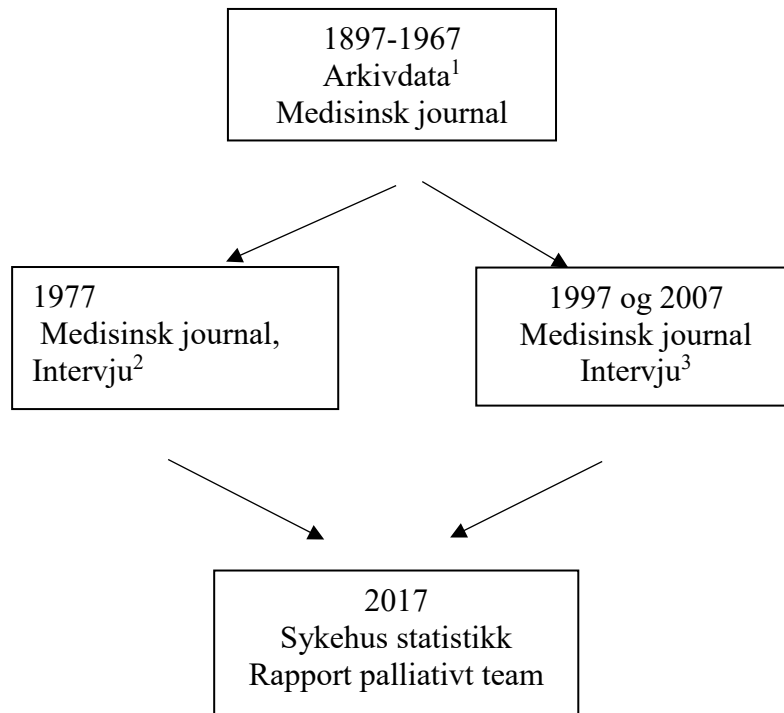 1897-1967
Arkivdata¹
Medisinsk journal
1977
Medisinsk journal,
Intervju²
1997 og 2007
Medisinsk journal
Intervju³
2017
Sykehus statistikk
Rapport palliativt team